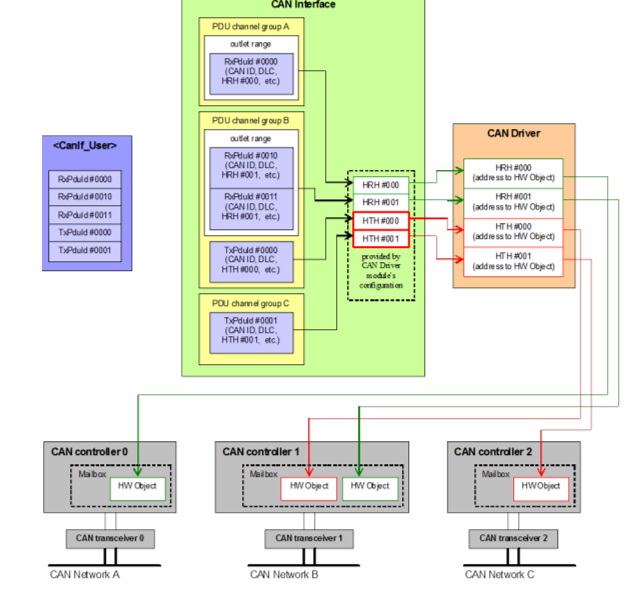 CAN Interface
PDU channel group A
outlet range
RxPduId #0000
(CAN ID, DLC,
HRH #000, etc.)
PDU channel group B
outlet range
RxPduId #0010
(CAN ID, DLC,
HRH #001, etc.)
RxPduId #0011
(CAN ID, DLC,
HRH #001, etc.)
TxPduId #0000
(CAN ID, DLC,
HTH #000, etc.)
PDU channel group C
TxPduId #0001
(CAN ID, DLC,
HTH #001, etc.)
<CanIf_User>
RxPduId #0000
RxPduId #0010
RxPduId #0011
TxPduId #0000
TxPduId #0001
HRH #000
HRH #001
HTH #000
HTH #001
provided by
CAN Driver
module's
configuration
CAN Driver
HRH #000
(address to HW Object)
HRH #001
(address to HW Object)
HTH #000
(address to HW Object)
HTH #001
(address to HW Object)
CAN controller 0
Mailbox
HW Object
CAN transceiver 0
CAN Network A
CAN controller 1
Mailbox
HW Object
HW Object
CAN transceiver 1
CAN Network B
CAN controller 2
Mailbox
HW Object
CAN transceiver 2
CAN Network C